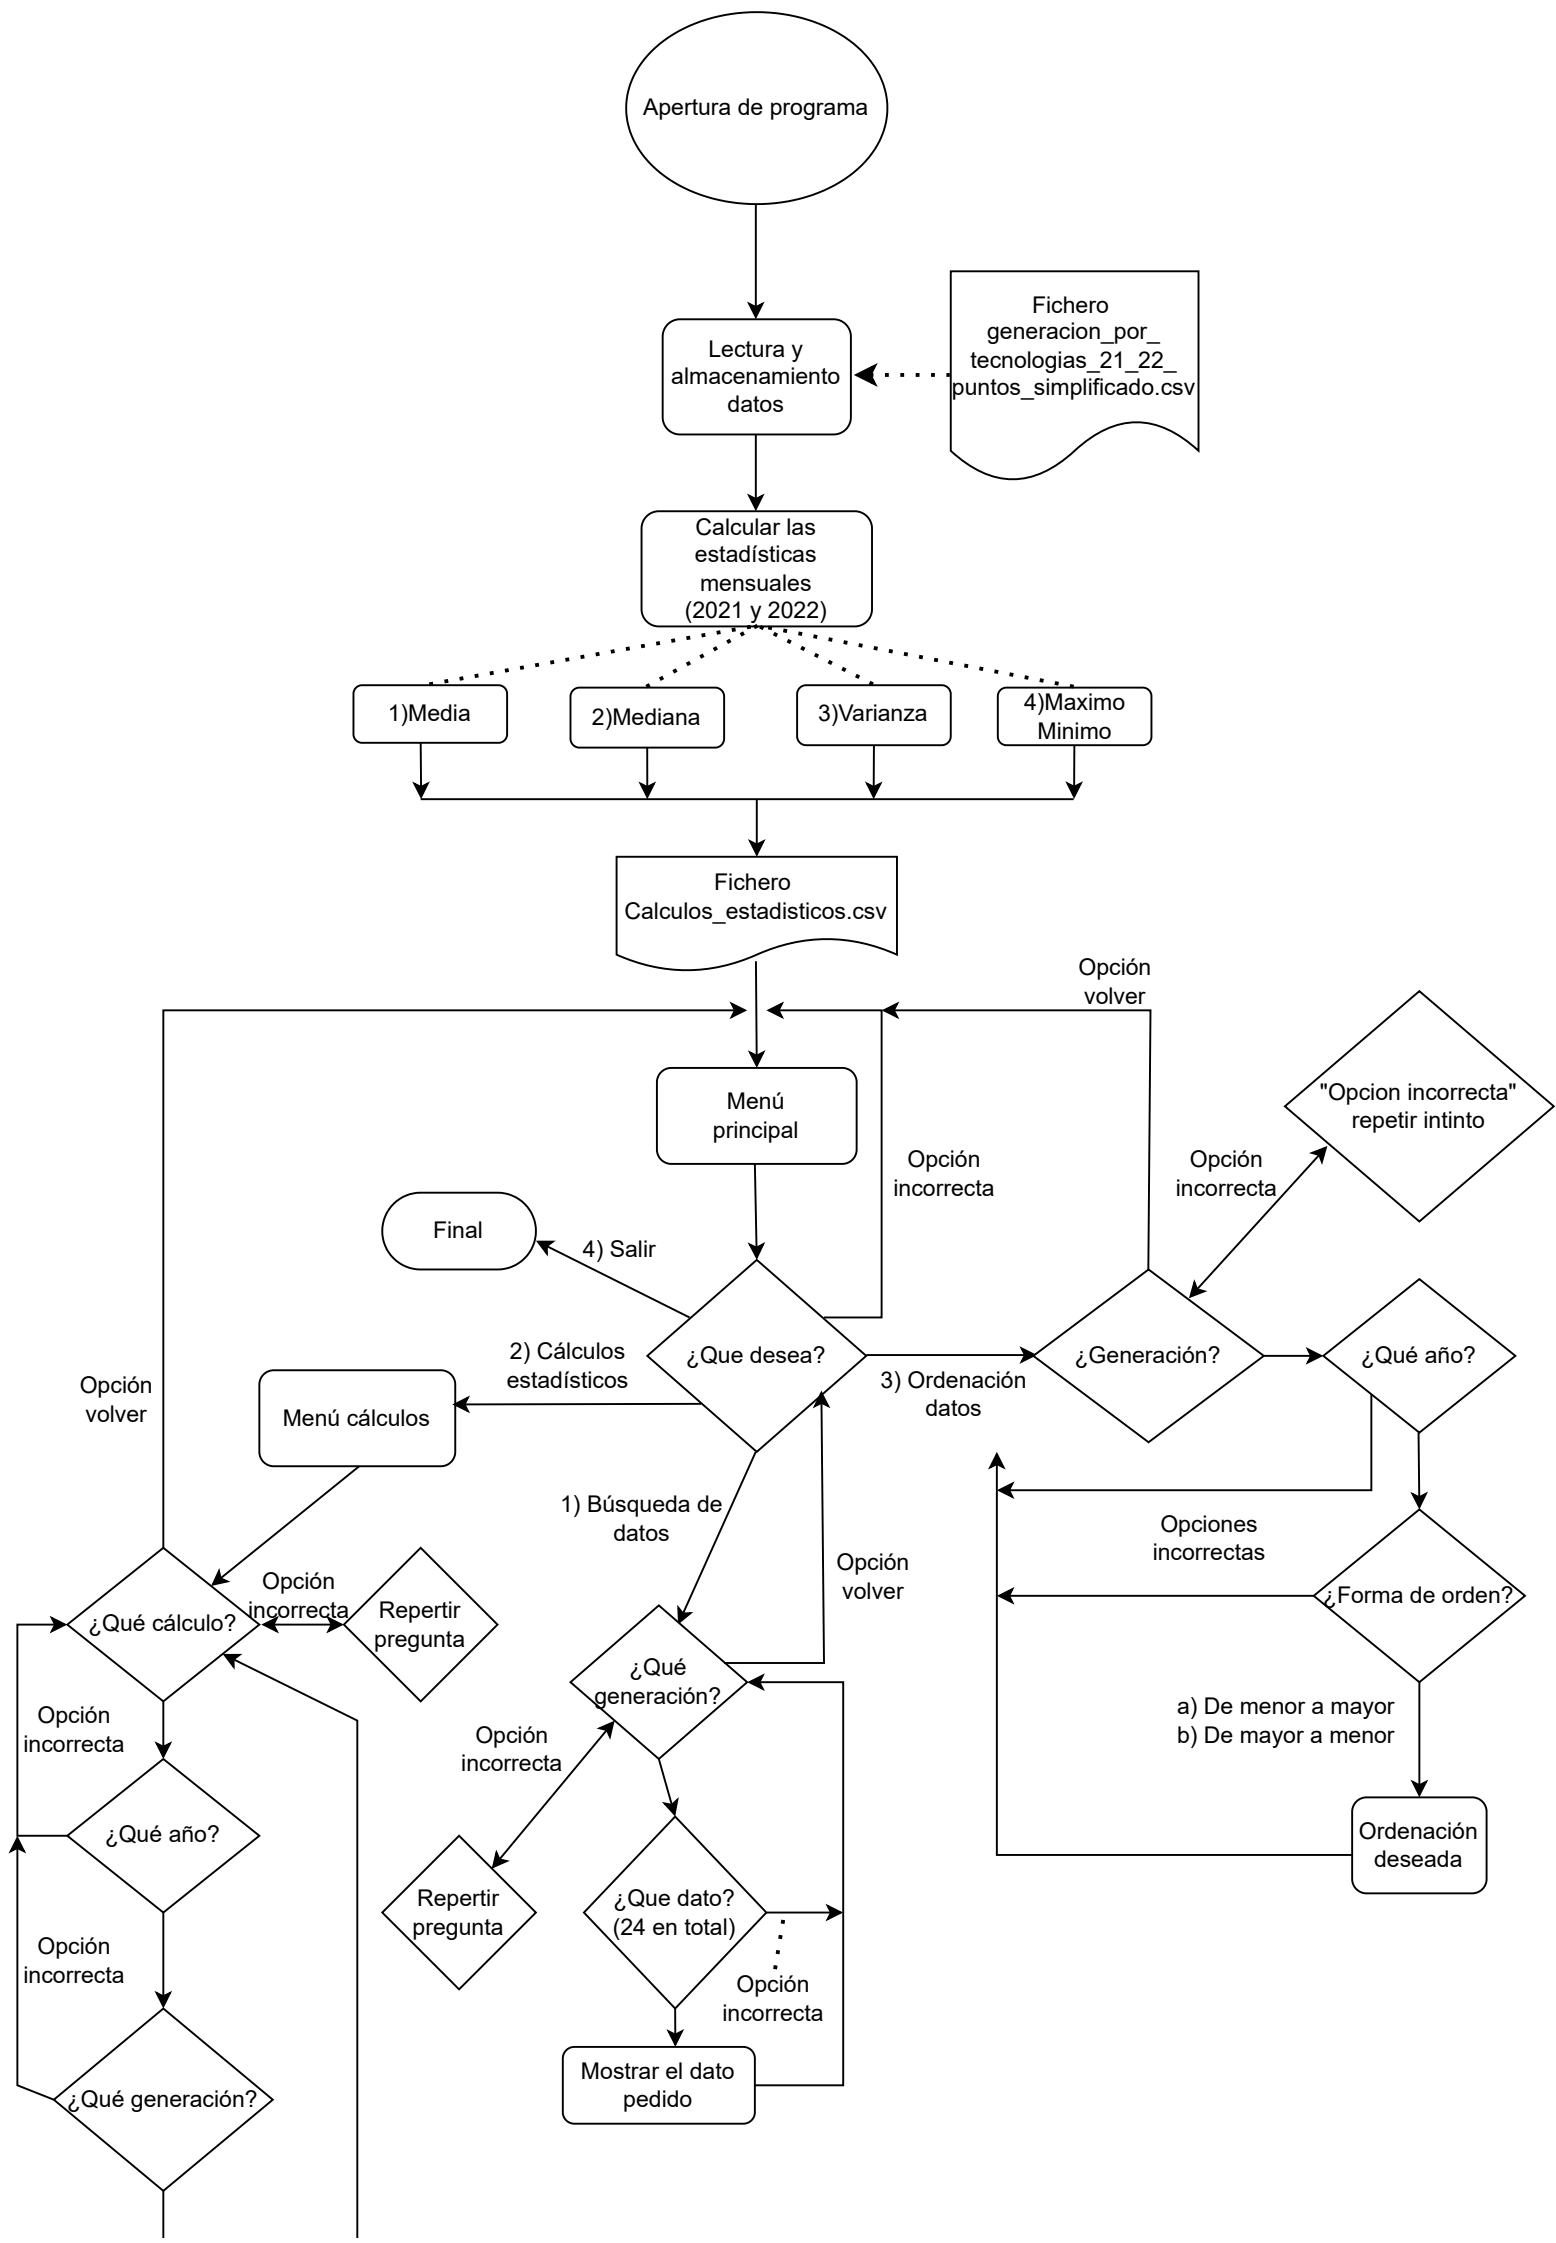 Apertura de programa
Fichero
generacion_por_
tecnologias_21_22_
puntos_simplificado.csv
Lectura y
almacenamiento
datos
Calcular las
estadísticas
mensuales
(2021 y 2022)
1)Media
2)Mediana
3)Varianza
4)Maximo
Minimo
Fichero
Calculos_estadisticos.csv
Opción
volver
Menú
principal
"Opcion incorrecta"
repetir intinto
Opción
incorrecta
Opción
incorrecta
Final
4) Salir
¿Que desea?
¿Generación?
¿Qué año?
2) Cálculos
estadísticos
3) Ordenación
datos
Opción
volver
Menú cálculos
1) Búsqueda de
datos
Opciones
incorrectas
Opción
volver
¿Forma de orden?
Opción
incorrecta
¿Qué cálculo?
Repertir
pregunta
¿Qué
generación?
a) De menor a mayor
b) De mayor a menor
Opción
incorrecta
Opción
incorrecta
¿Qué año?
Ordenación
deseada
Repertir
pregunta
¿Que dato?
(24 en total)
Opción
incorrecta
Opción
incorrecta
¿Qué generación?
Mostrar el dato
pedido